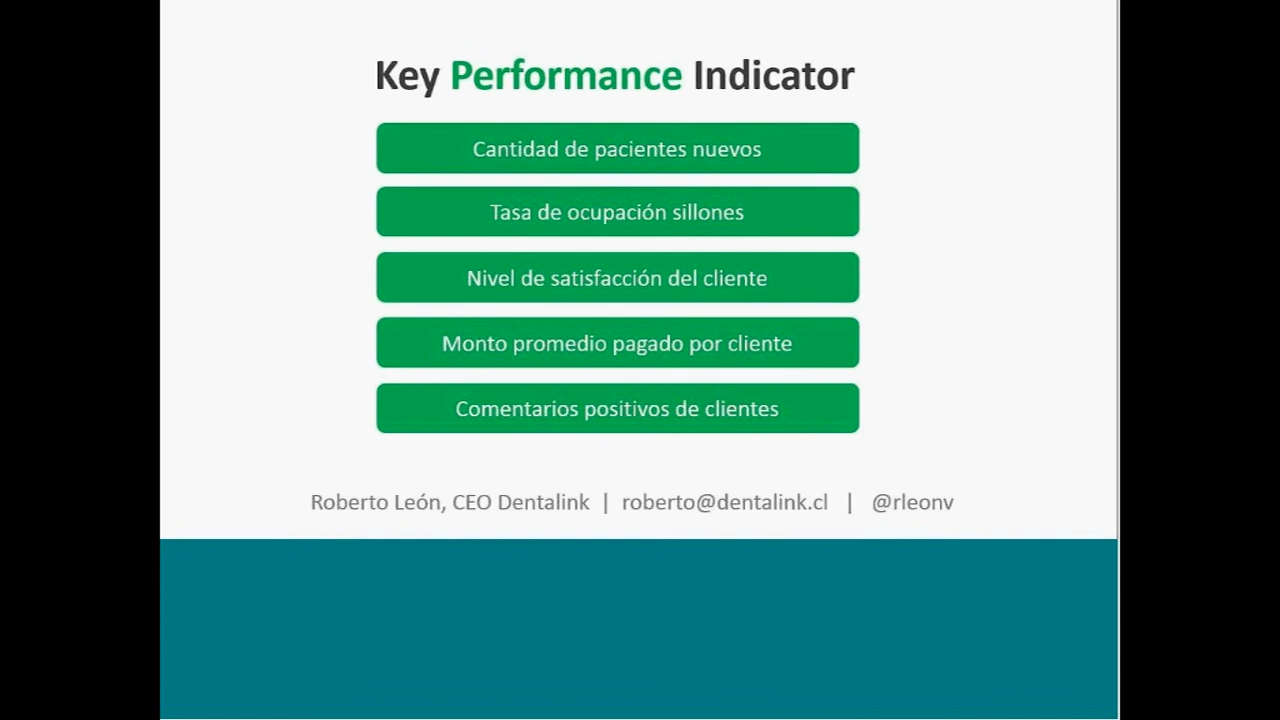 Key Performance Indicator
Cantidad de pacientes nuevos
Tasa de ocupación sillones
Nivel de satisfacción del cliente
Monto promedio pagado por cliente
Comentarios positivos de clientes
Roberto León, CEO Dentalink | roberto@dentalink.cl | @rleonv